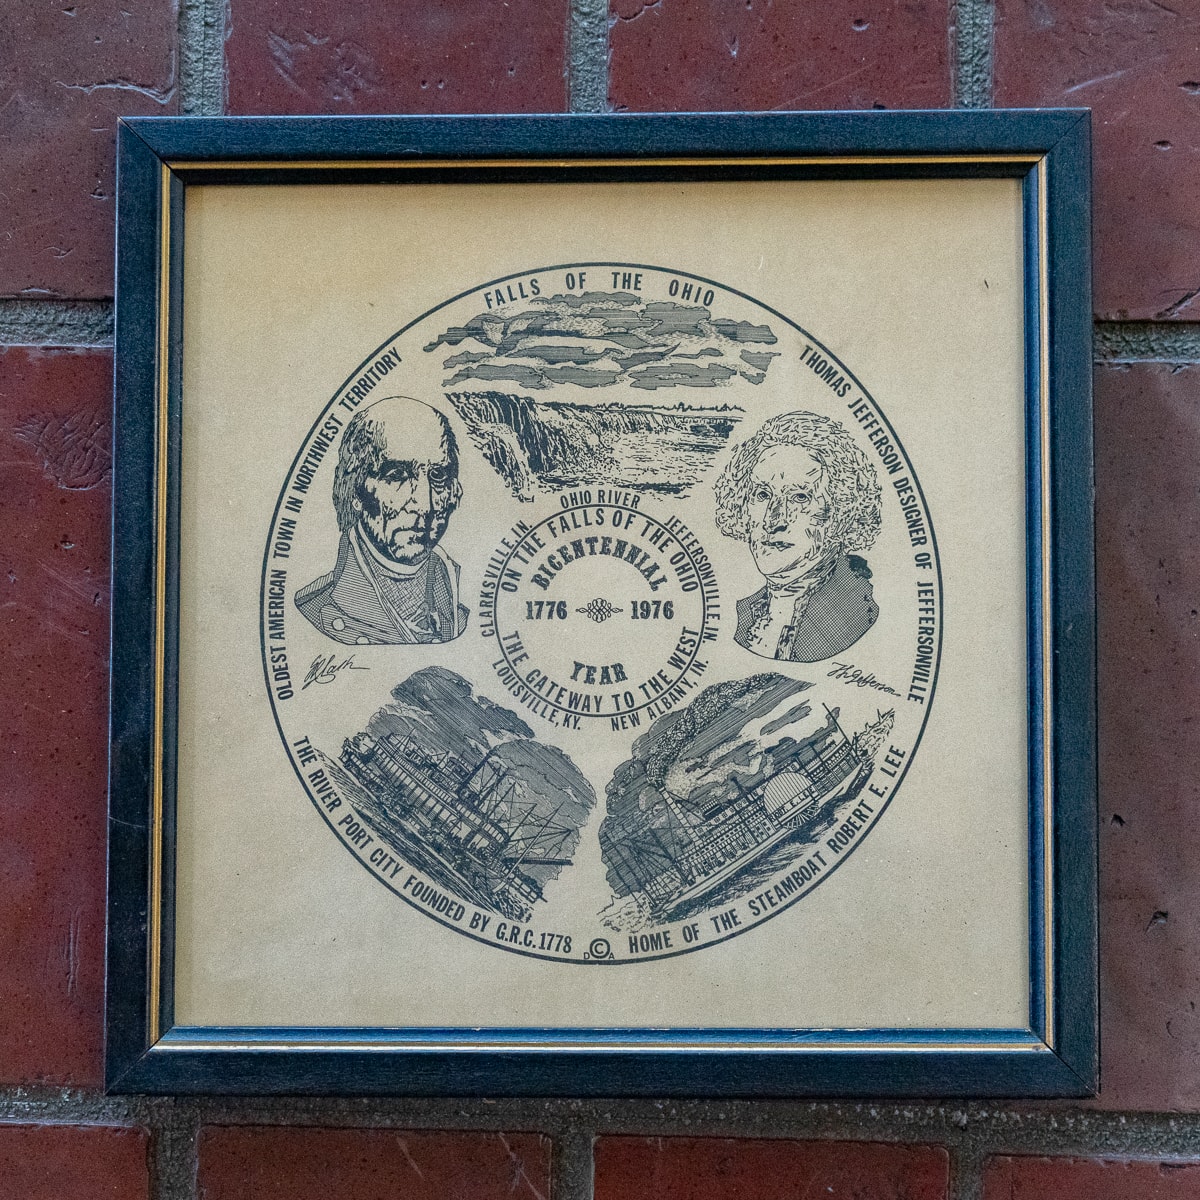 FALLS OF THE OHIO
OLDEST AMERICAN TOWN IN NORTHWEST TERRITORY
THOMAS JEFFERSON DESIGNER OF JEFFERSONVILLE
OHIO RIVER
CLARKSVILLE, IN.
JEFFERSONVILLE, IN.
ON THE FALLS OF THE OHIO
BICENTENNIAL
1776 1976
YEAR
THE GATEWAY TO THE WEST
LOUISVILLE, KY.
NEW ALBANY, IN.
GRClark
Th Jefferson
THE RIVER PORT CITY FOUNDED BY G.R.C. 1778
D © A
HOME OF THE STEAMBOAT ROBERT E. LEE